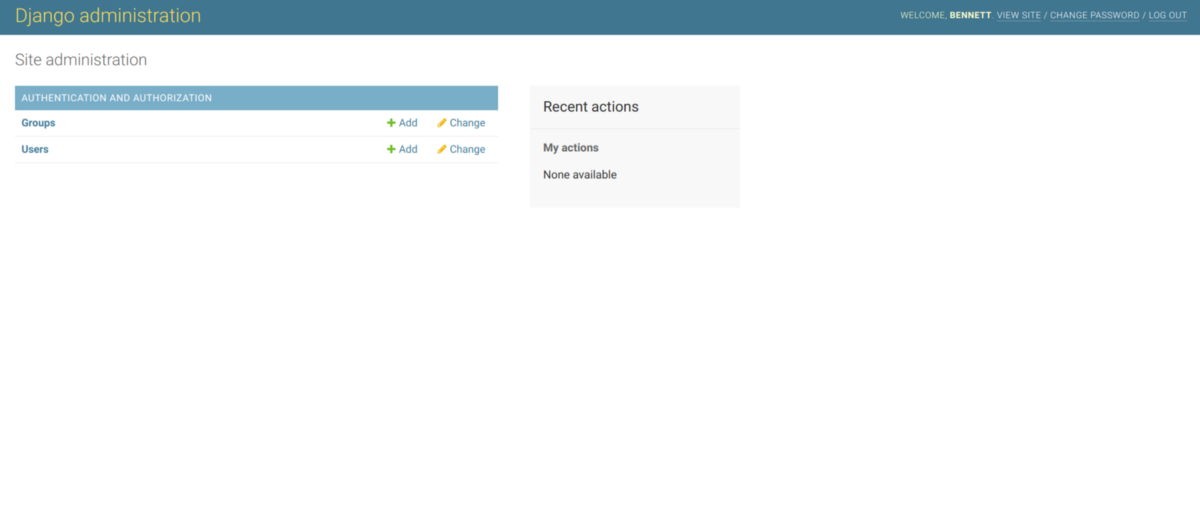 Django administration
WELCOME, BENNETT. VIEW SITE / CHANGE PASSWORD / LOG OUT
Site administration
AUTHENTICATION AND AUTHORIZATION
Groups Add Change
Users Add Change
Recent actions
My actions
None available